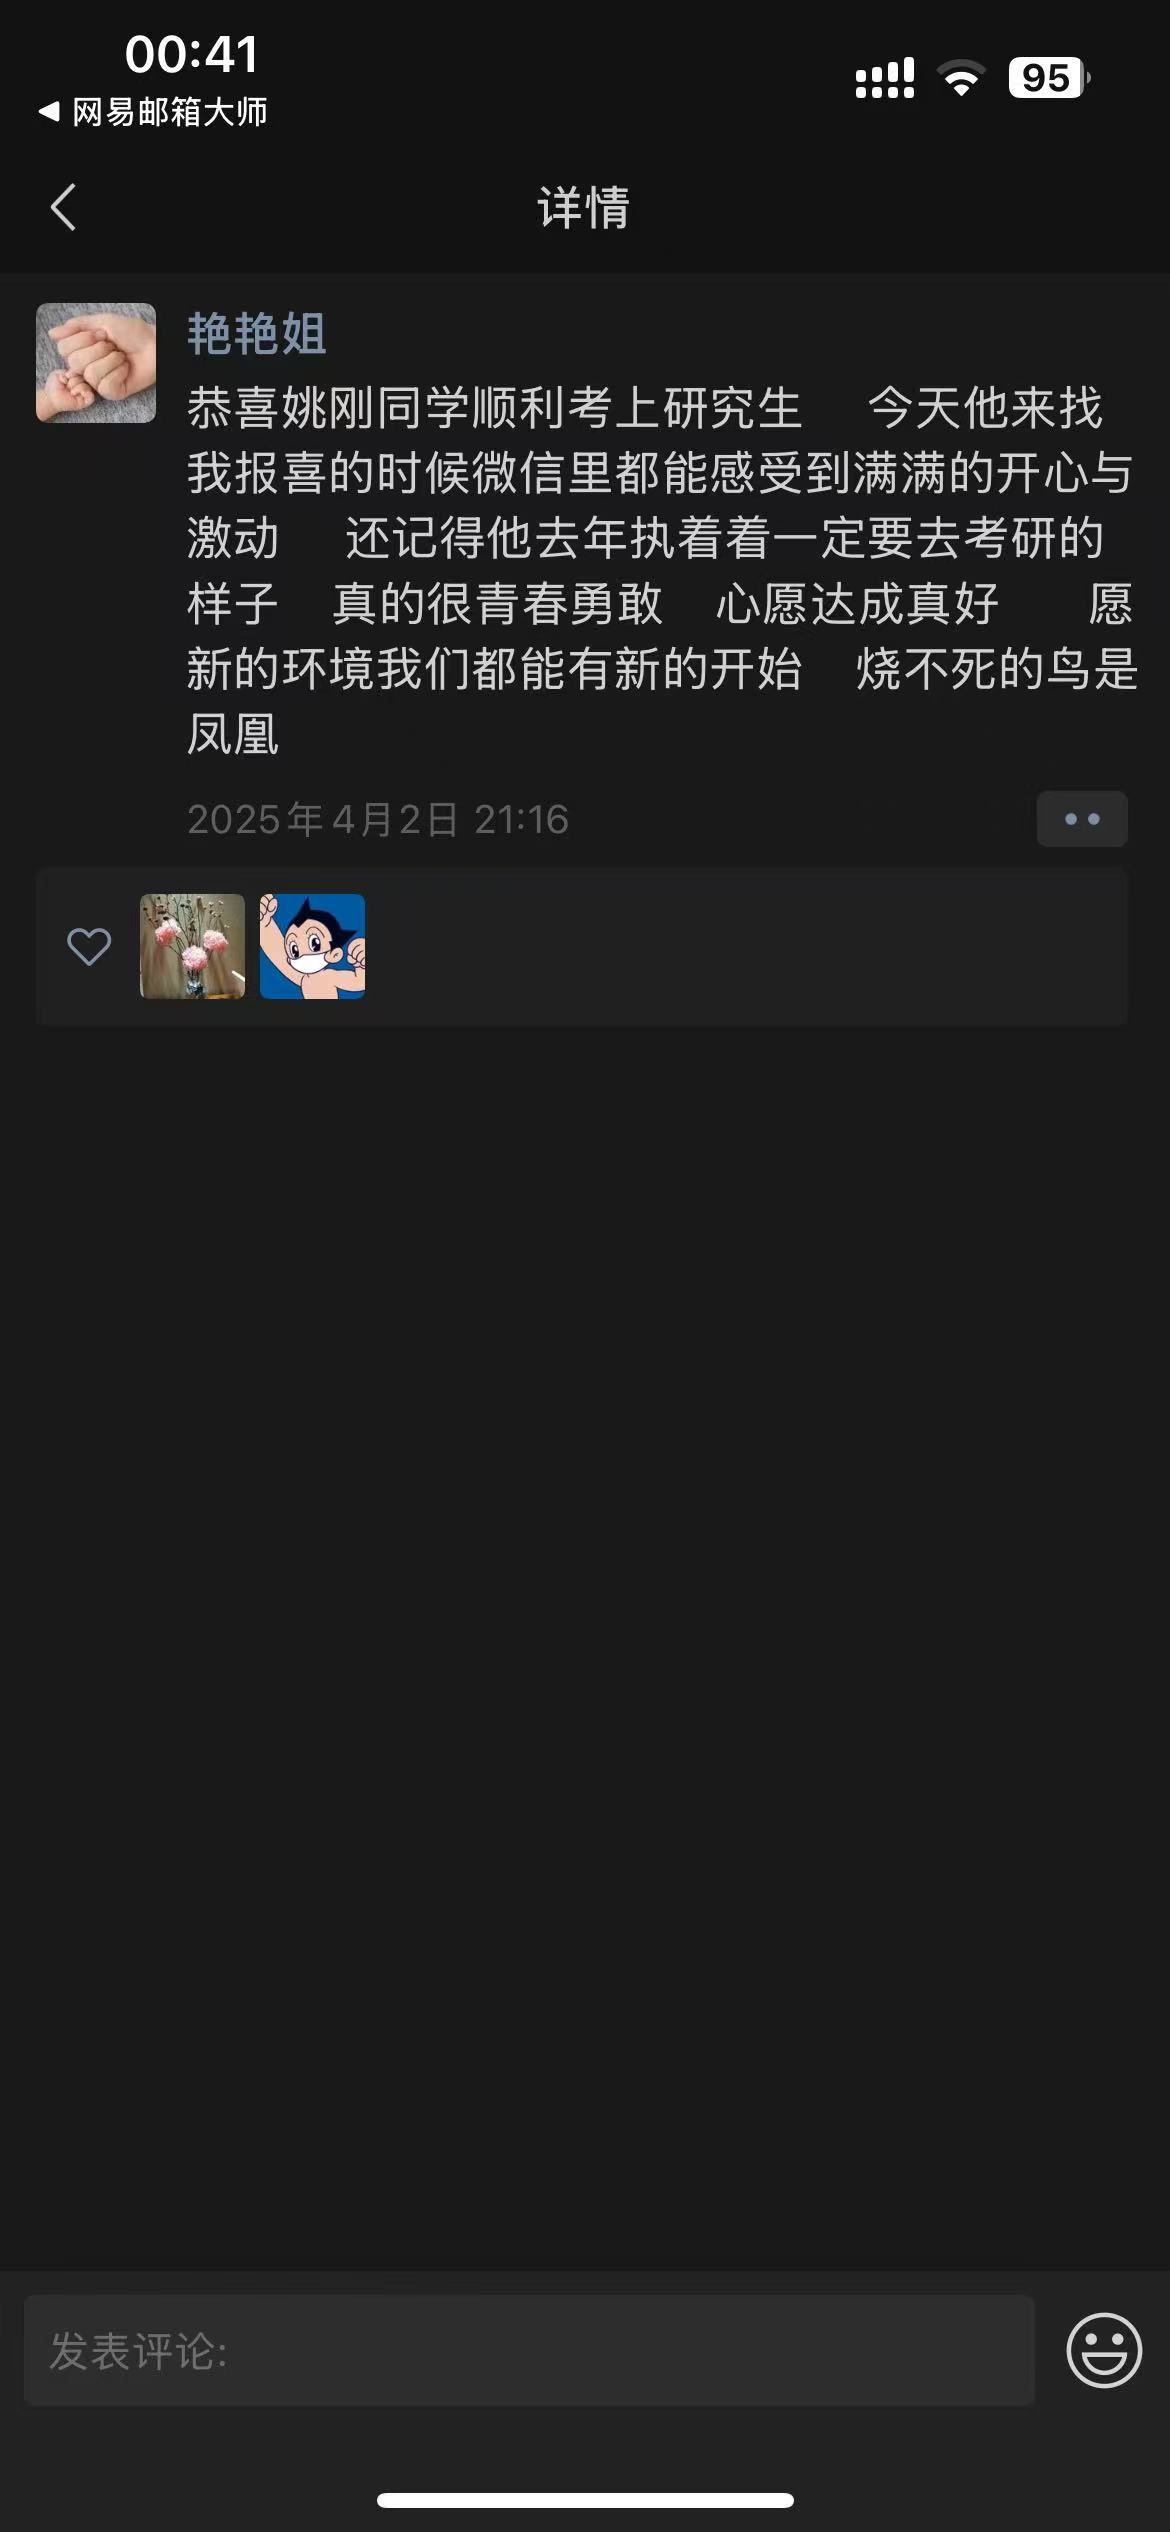 00:41
95
网易邮箱大师
详情
艳艳姐
恭喜姚刚同学顺利考上研究生 今天他来找
我报喜的时候微信里都能感受到满满的开心与
激动 还记得他去年执着着一定要去考研的
样子 真的很青春勇敢 心愿达成真好 愿
新的环境我们都能有新的开始 烧不死的鸟是
凤凰
2025年4月2日 21:16
发表评论: